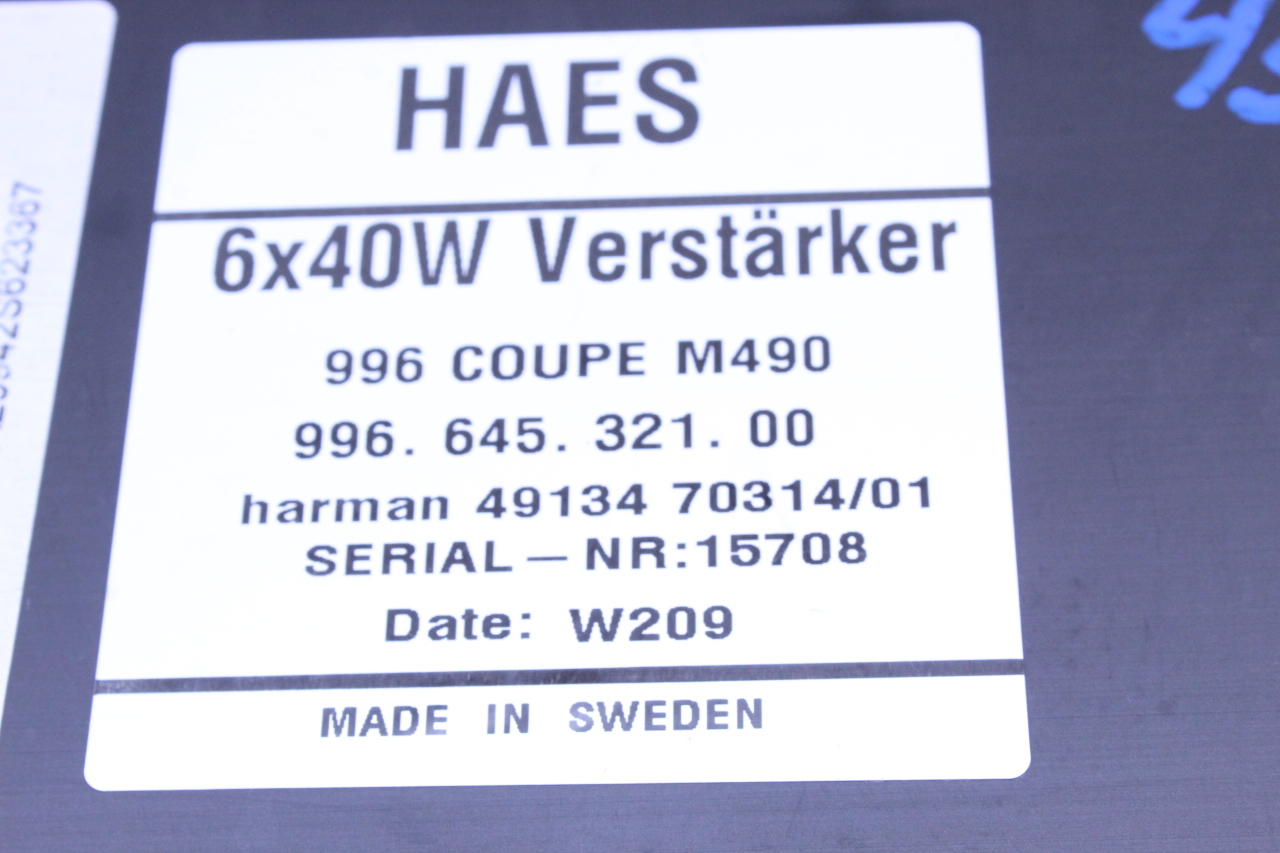 HAES
6x40W Verstärker
996 COUPE M490
996. 645. 321. 00
harman 49134 70314/01
SERIAL – NR:15708
Date: W209
MADE IN SWEDEN